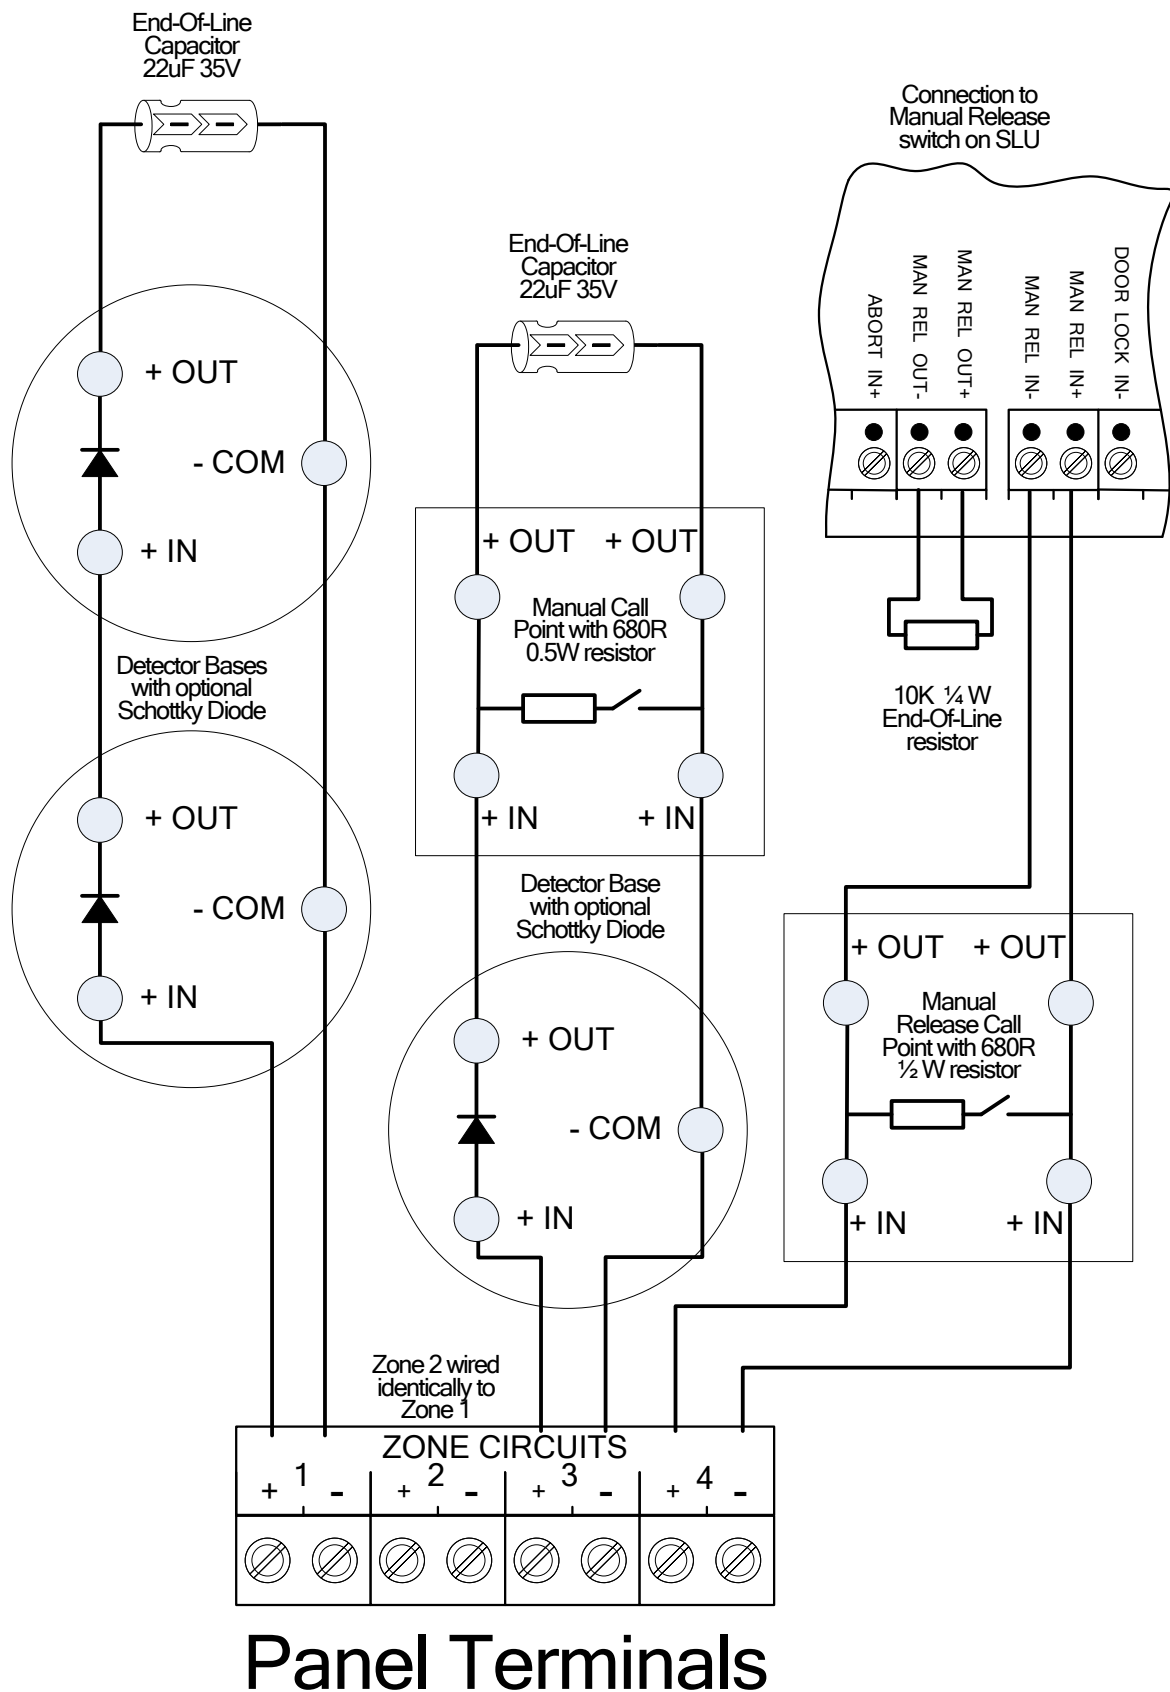 End-Of-Line
Capacitor
22uF 35V
+ OUT
- COM
+ IN
Detector Bases
with optional
Schottky Diode
+ OUT
- COM
+ IN
End-Of-Line
Capacitor
22uF 35V
+ OUT + OUT
Manual Call
Point with 680R
0.5W resistor
+ IN + IN
Detector Base
with optional
Schottky Diode
+ OUT
- COM
+ IN
Connection to
Manual Release
switch on SLU
ABORT IN+
MAN REL OUT-
MAN REL OUT+
MAN REL IN-
MAN REL IN+
DOOR LOCK IN-
10K ¼ W
End-Of-Line
resistor
+ OUT + OUT
Manual
Release Call
Point with 680R
½ W resistor
+ IN + IN
Zone 2 wired
identically to
Zone 1
ZONE CIRCUITS
+ 1 - + 2 - + 3 - + 4 -
Panel Terminals